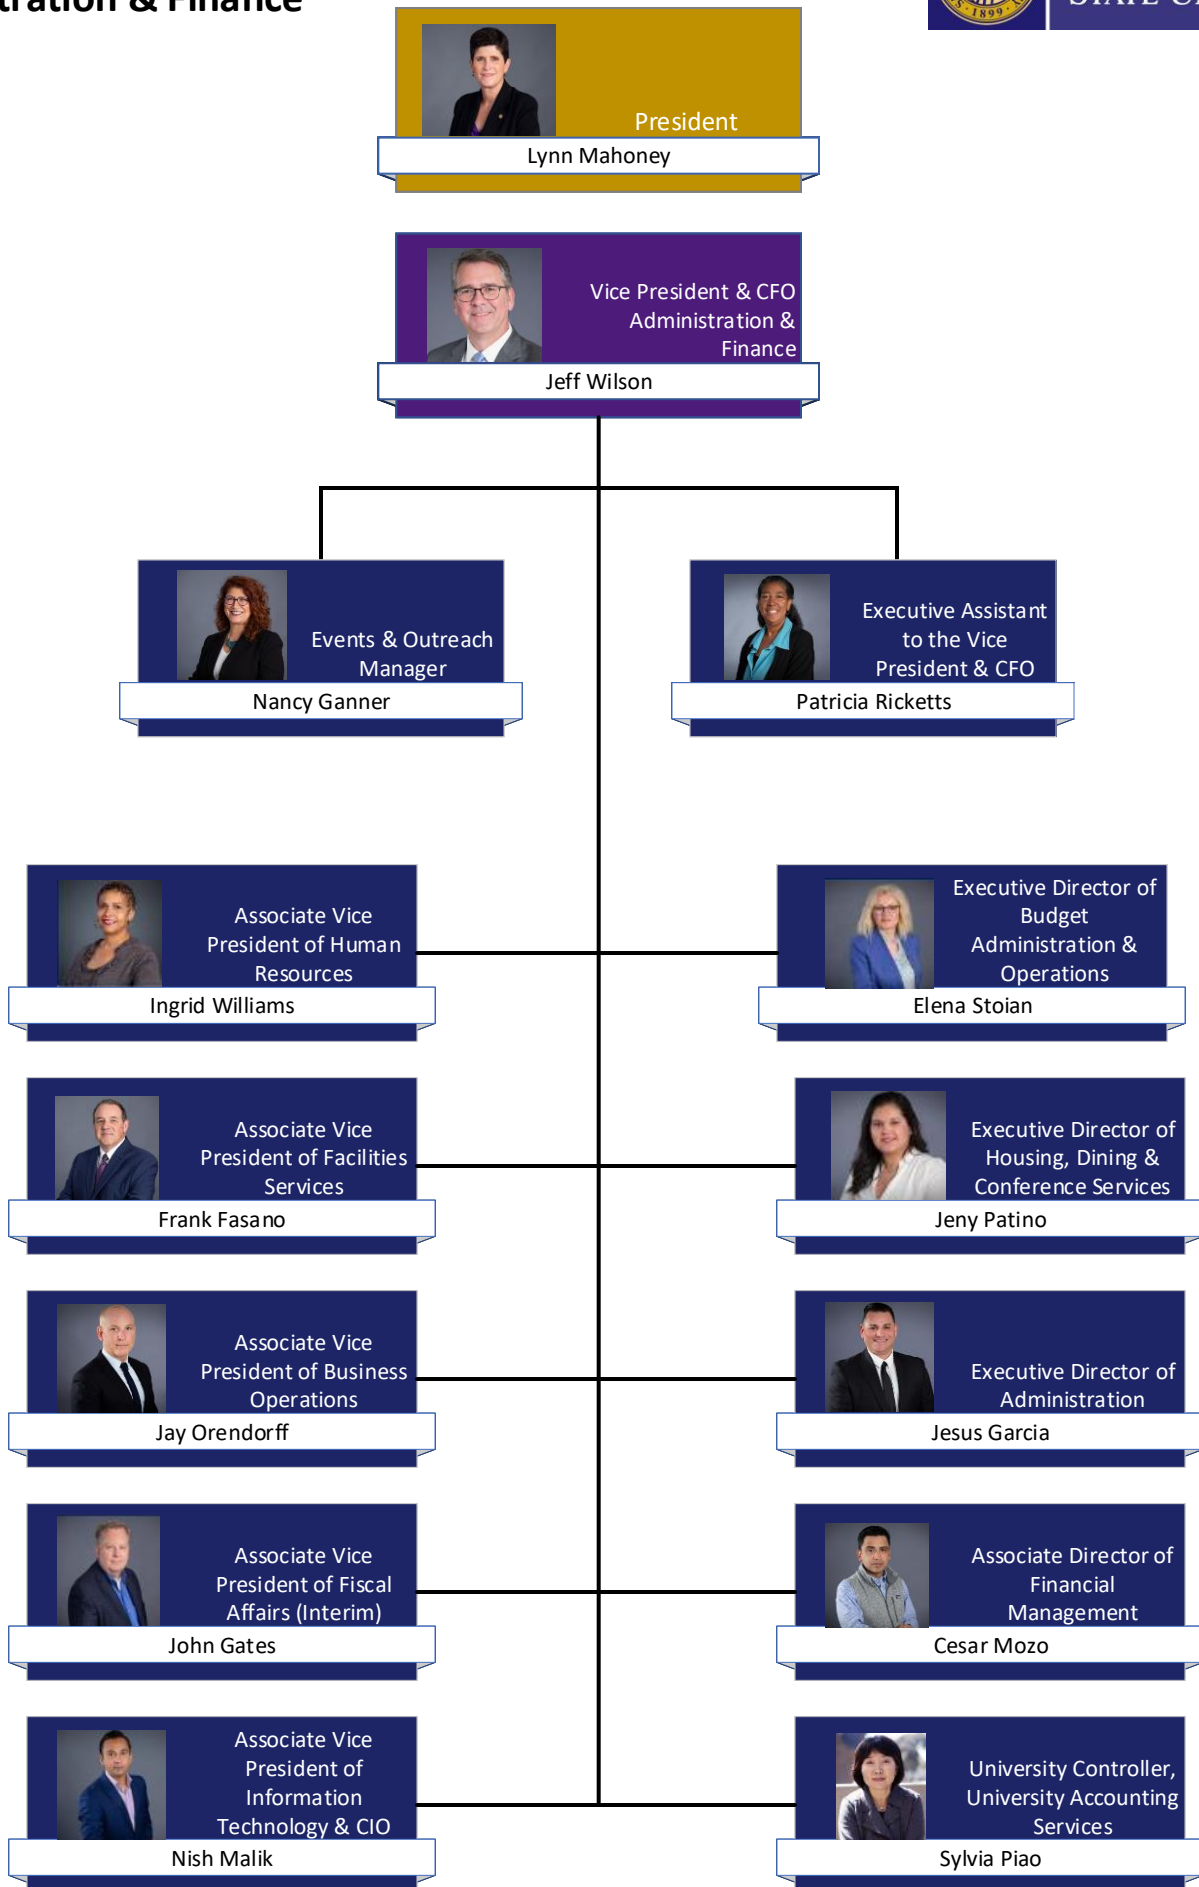 & Finance
President
Lynn Mahoney
Vice President & CFO
Administration &
Finance
Jeff Wilson
Events & Outreach
Manager
Nancy Ganner
Executive Assistant
to the Vice
President & CFO
Patricia Ricketts
Associate Vice
President of Human
Resources
Ingrid Williams
Executive Director of
Budget
Administration &
Operations
Elena Stoian
Associate Vice
President of Facilities
Services
Frank Fasano
Executive Director of
Housing, Dining &
Conference Services
Jeny Patino
Associate Vice
President of Business
Operations
Jay Orendorff
Executive Director of
Administration
Jesus Garcia
Associate Vice
President of Fiscal
Affairs (Interim)
John Gates
Associate Director of
Financial
Management
Cesar Mozo
Associate Vice
President of
Information
Technology & CIO
Nish Malik
University Controller,
University Accounting
Services
Sylvia Piao